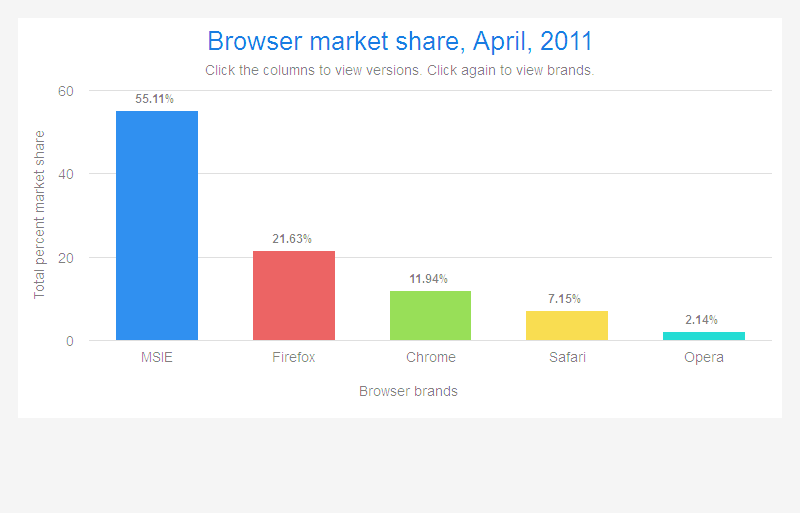 Browser market share, April, 2011
Click the columns to view versions. Click again to view brands.
Total percent market share
60
40
20
0
55.11%
21.63%
11.94%
7.15%
2.14%
MSIE
Firefox
Chrome
Safari
Opera
Browser brands